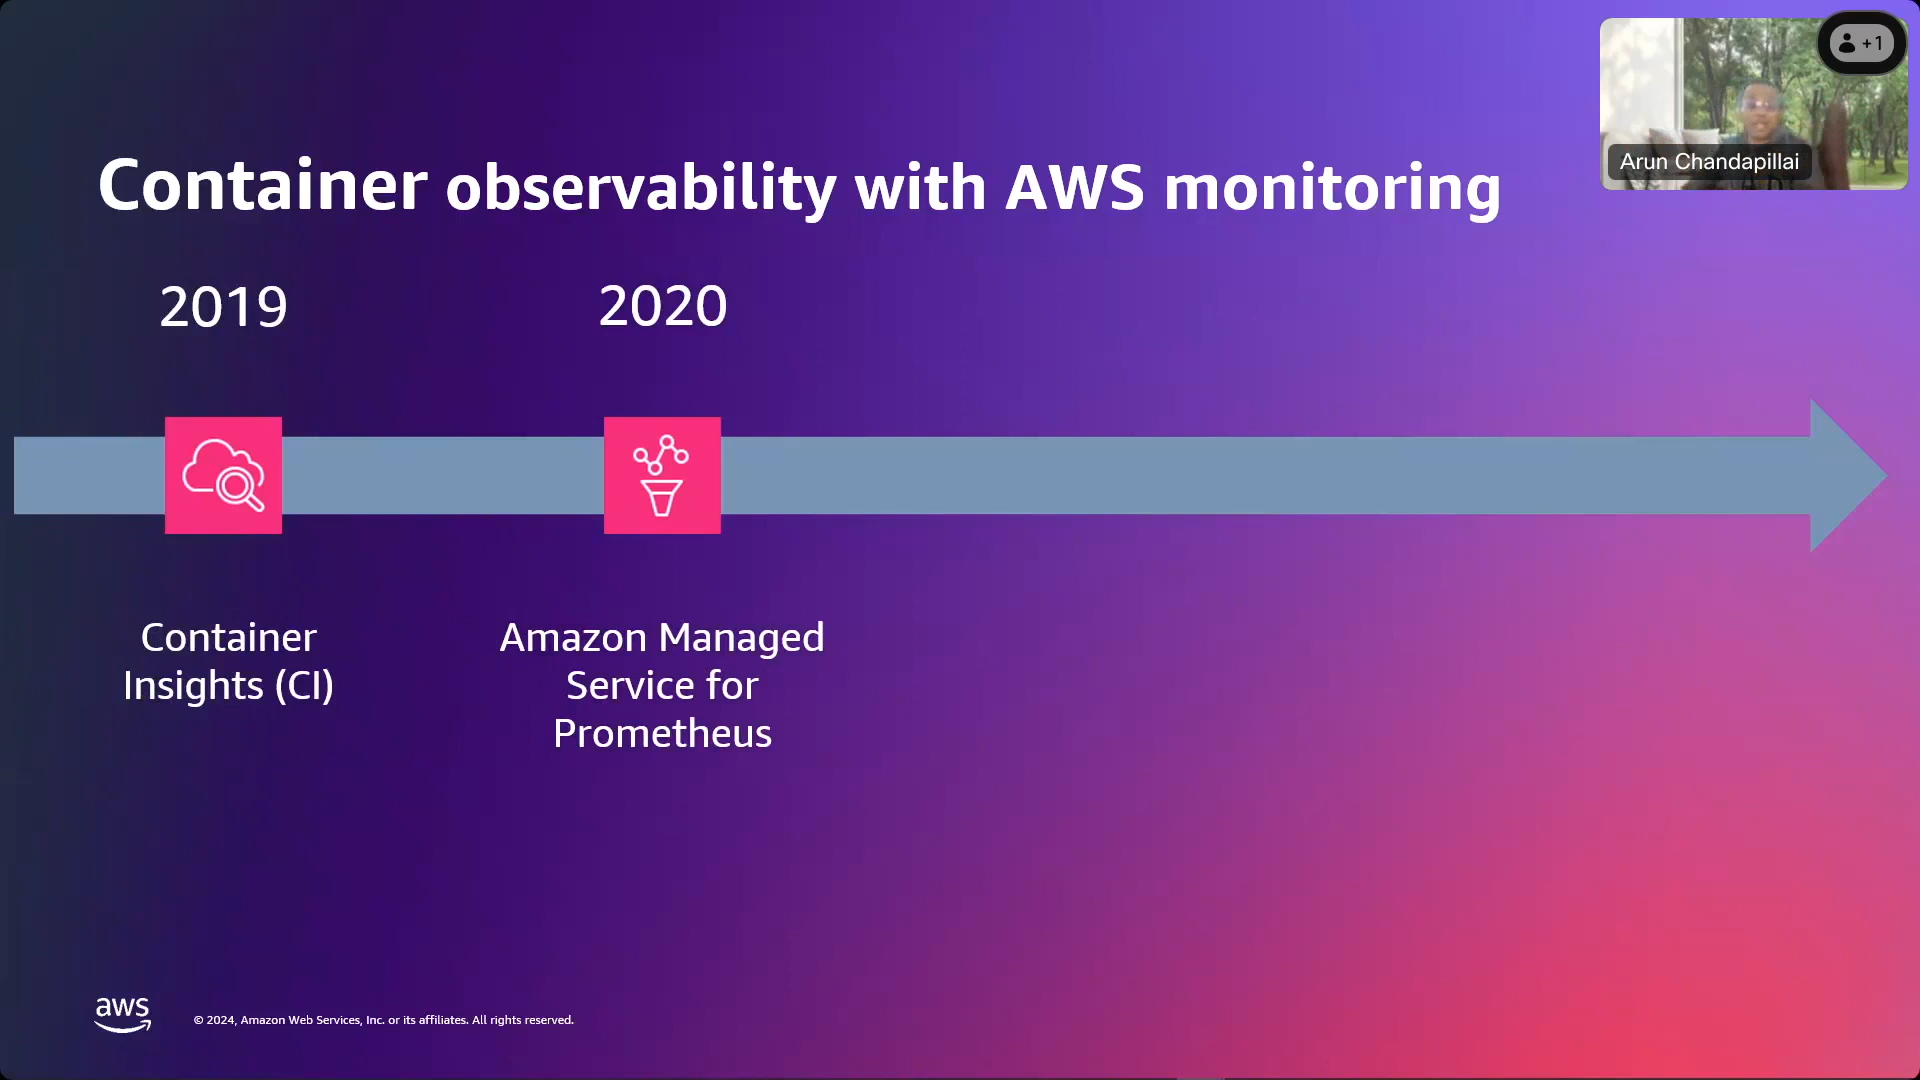 +1
Arun Chandapillai
Container observability with AWS monitoring
2019
2020
Container
Insights (CI)
Amazon Managed
Service for
Prometheus
aws
© 2024, Amazon Web Services, Inc. or its affiliates. All rights reserved.